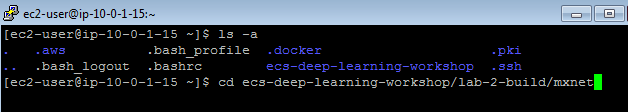 ec2-user@ip-10-0-1-15:~
[ec2-user@ip-10-0-1-15 ~]$ ls -a
.   .aws          .bash_profile  .docker                     .pki
..  .bash_logout  .bashrc        ecs-deep-learning-workshop  .ssh
[ec2-user@ip-10-0-1-15 ~]$ cd ecs-deep-learning-workshop/lab-2-build/mxnet